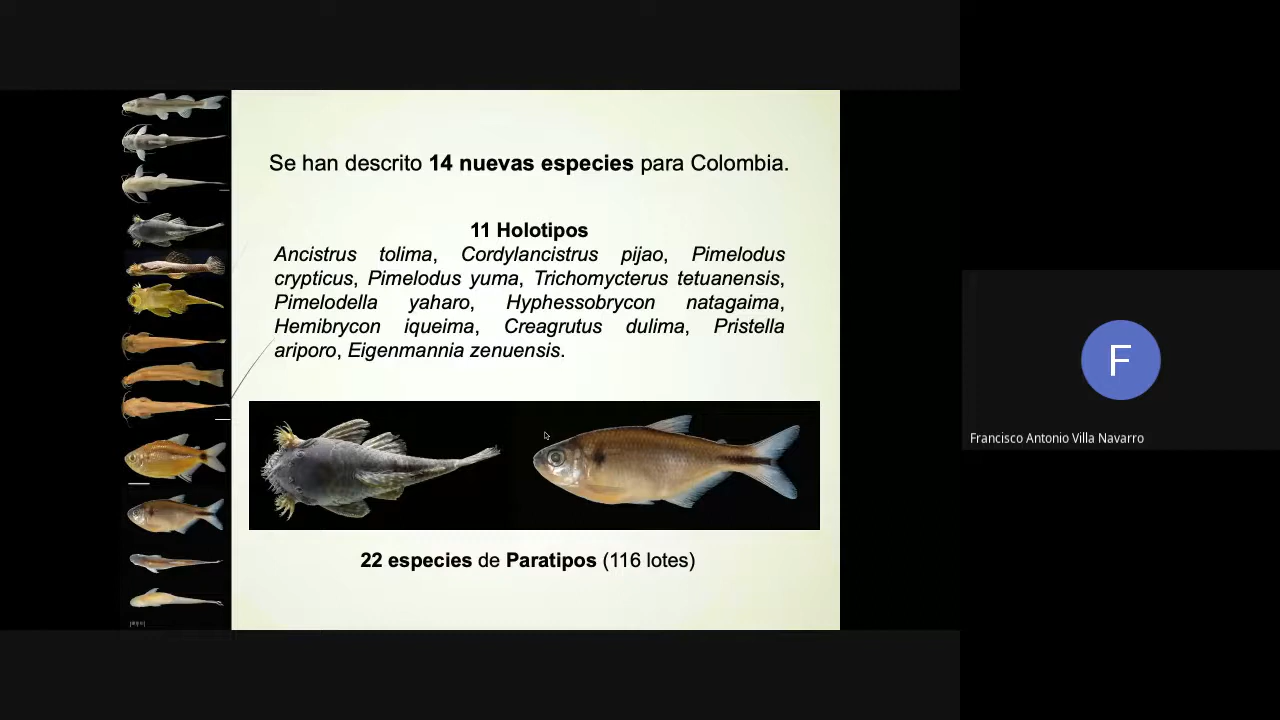 Se han descrito 14 nuevas especies para Colombia.
11 Holotipos
Ancistrus tolima, Cordylancistrus pijao, Pimelodus
crypticus, Pimelodus yuma, Trichomycterus tetuanensis,
Pimelodella yaharo, Hyphessobrycon natagaima,
Hemibrycon iqueima, Creagrutus dulima, Pristella
ariporo, Eigenmannia zenuensis.
22 especies de Paratipos (116 lotes)
F
Francisco Antonio Villa Navarro